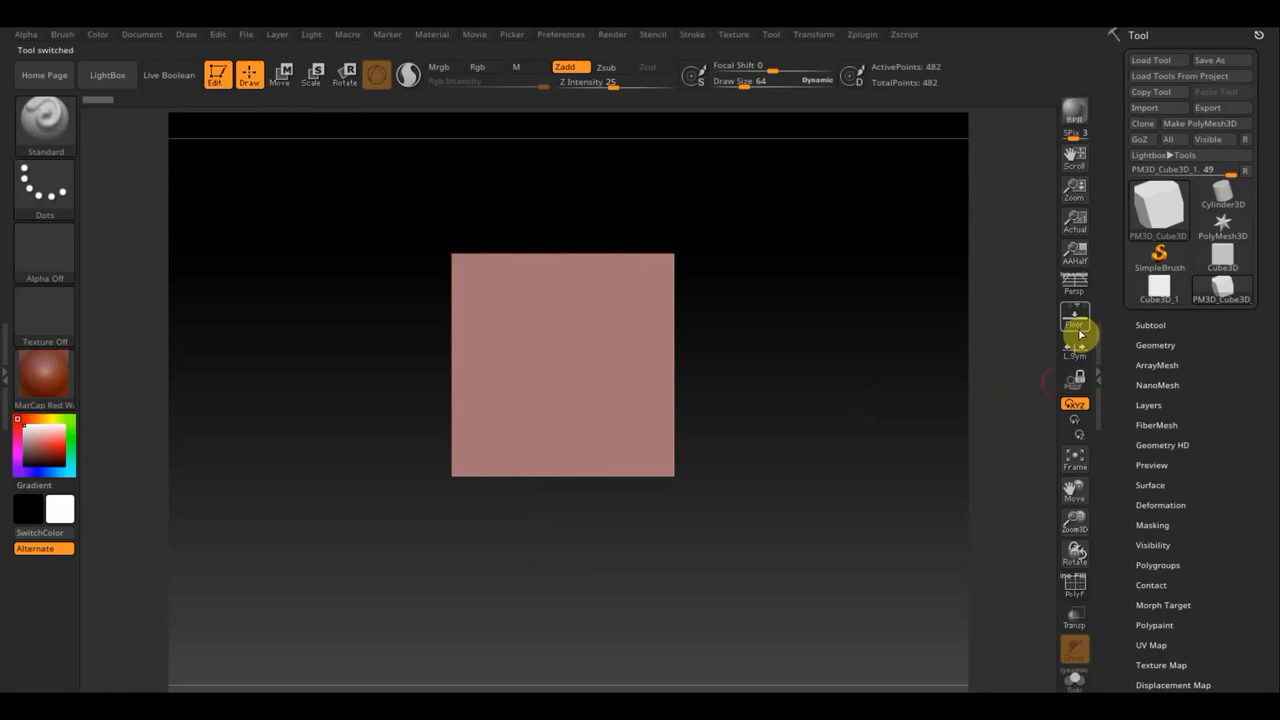 Alpha Brush Color Document Draw Edit File Layer Light Macro Marker Material Movie Picker Preferences Render Stencil Stroke Texture Tool Transform Zplugin Zscript
Tool switched
Home Page
LightBox
Live Boolean
Edit
Draw
Move
Scale
Rotate
Mrgb Rgb M
Rgb Intensity
Zadd Zsub Zcut
Z Intensity 25
S
Focal Shift 0
Draw Size 64 Dynamic
D
ActivePoints: 482
TotalPoints: 482
Standard
Dots
Alpha Off
Texture Off
MatCap Red Wa
Gradient
SwitchColor
Alternate
BPR
SPix 3
Scroll
Zoom
Actual
AAHalf
Dynamic
Persp
Floor
L.Sym
XYZ
Y
Z
Frame
Move
Zoom3D
Rotate
PolyF
Transp
Ghost
Dynamic
Solo
Tool
Load Tool Save As
Load Tools From Project
Copy Tool Paste Tool
Import Export
Clone Make PolyMesh3D
GoZ All Visible R
Lightbox▶Tools
PM3D_Cube3D_1. 49 R
PM3D_Cube3D_
Cylinder3D
PolyMesh3D
SimpleBrush
Cube3D
Cube3D_1
PM3D_Cube3D_
Subtool
Geometry
ArrayMesh
NanoMesh
Layers
FiberMesh
Geometry HD
Preview
Surface
Deformation
Masking
Visibility
Polygroups
Contact
Morph Target
Polypaint
UV Map
Texture Map
Displacement Map